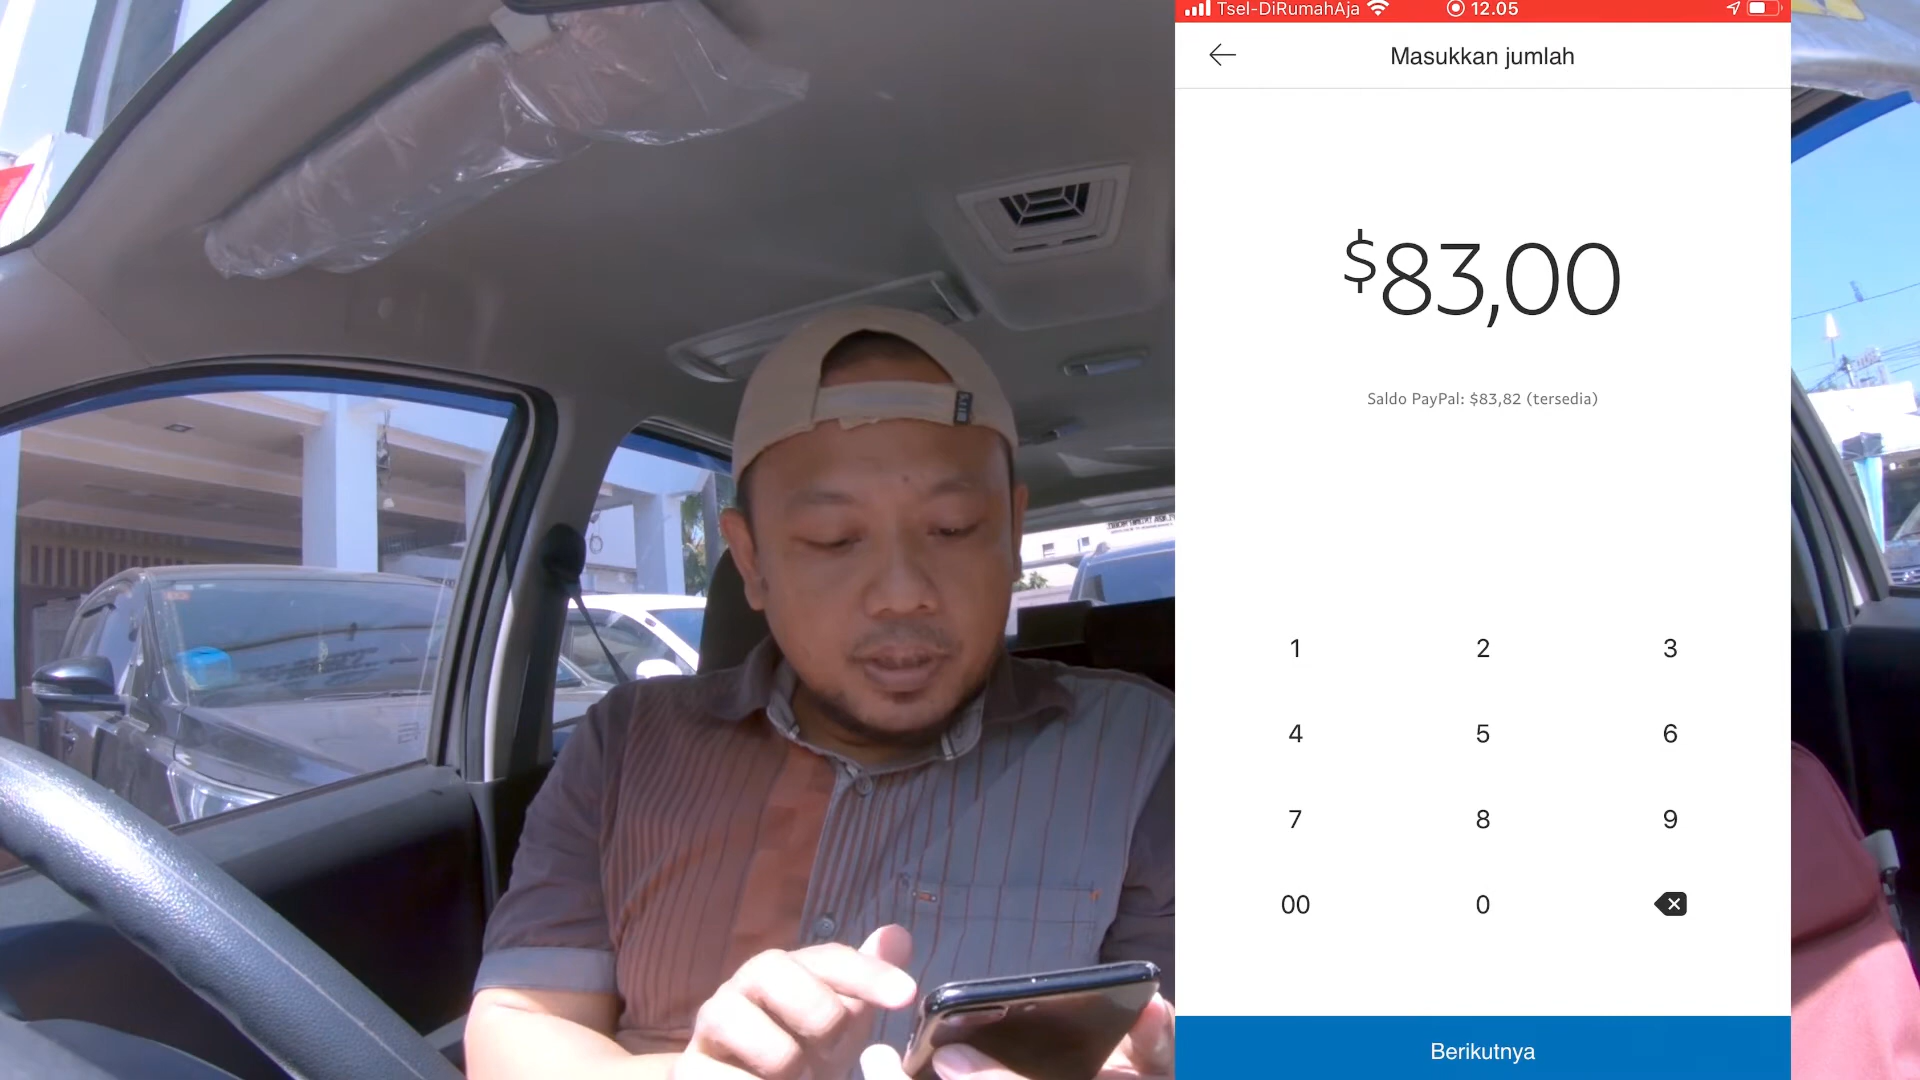 Tsel-DiRumahAja
12.05
Masukkan jumlah
$83,00
Saldo PayPal: $83,82 (tersedia)
1 2 3
4 5 6
7 8 9
00 0
Berikutnya